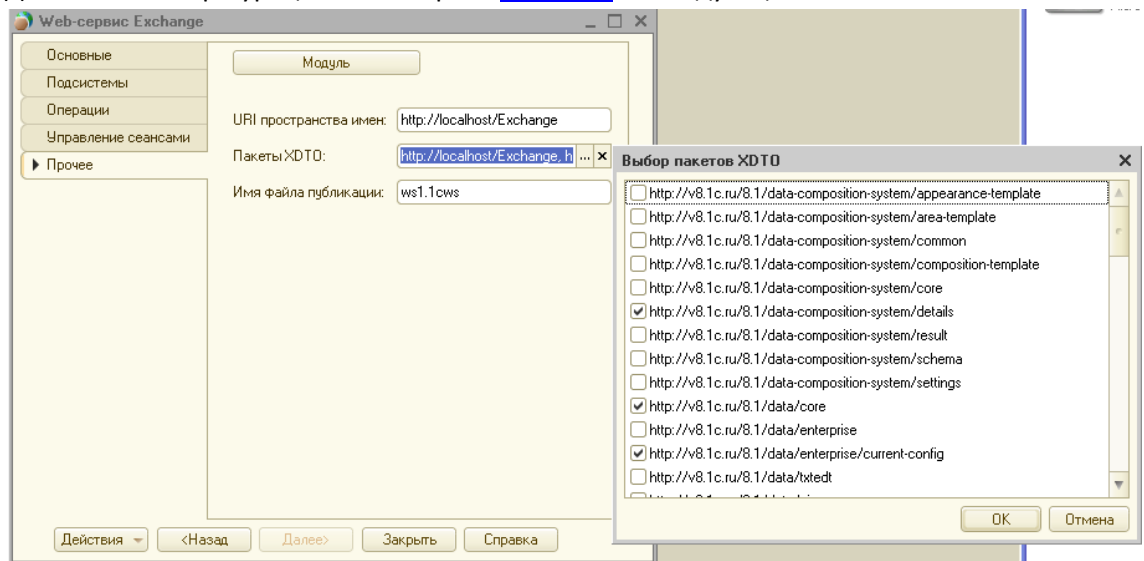 Web-сервис Exchange
Основные
Подсистемы
Операции
Управление сеансами
Прочее
Модуль
URI пространства имен: http://localhost/Exchange
Пакеты XDTO: http://localhost/Exchange, h ... ×
Имя файла публикации: ws1.1cws
Действия
<Назад
Далее>
Закрыть
Справка
Выбор пакетов XDTO
http://v8.1c.ru/8.1/data-composition-system/appearance-template
http://v8.1c.ru/8.1/data-composition-system/area-template
http://v8.1c.ru/8.1/data-composition-system/common
http://v8.1c.ru/8.1/data-composition-system/composition-template
http://v8.1c.ru/8.1/data-composition-system/core
http://v8.1c.ru/8.1/data-composition-system/details
http://v8.1c.ru/8.1/data-composition-system/result
http://v8.1c.ru/8.1/data-composition-system/schema
http://v8.1c.ru/8.1/data-composition-system/settings
http://v8.1c.ru/8.1/data/core
http://v8.1c.ru/8.1/data/enterprise
http://v8.1c.ru/8.1/data/enterprise/current-config
http://v8.1c.ru/8.1/data/txtedt
OK
Отмена